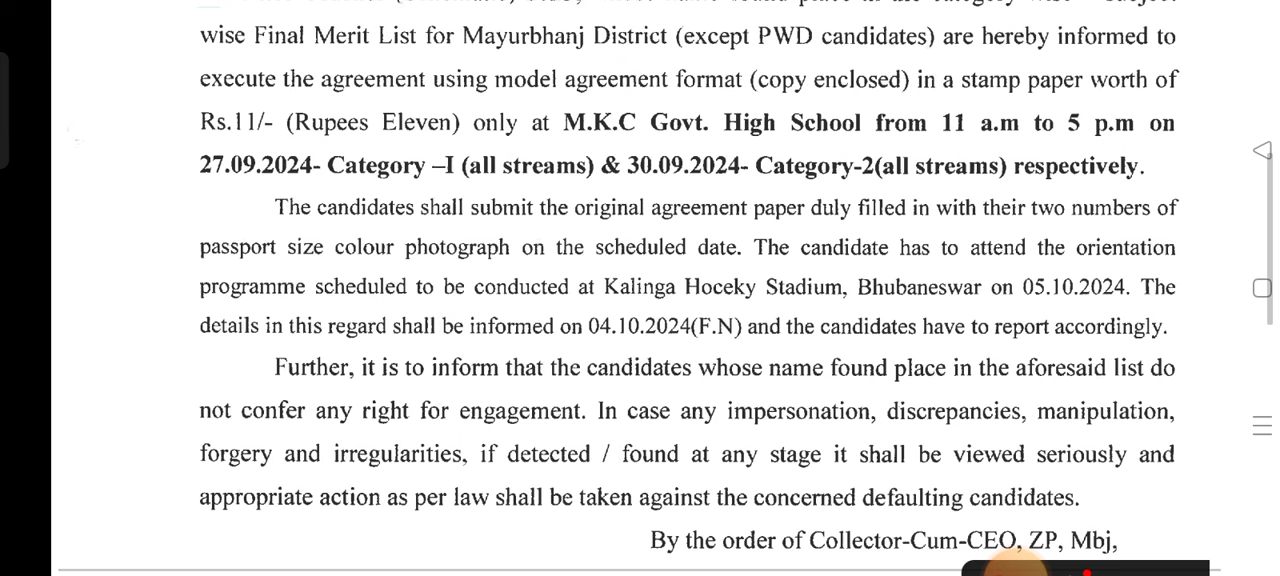 wise Final Merit List for Mayurbhanj District (except PWD candidates) are hereby informed to
execute the agreement using model agreement format (copy enclosed) in a stamp paper worth of
Rs.11/- (Rupees Eleven) only at M.K.C Govt. High School from 11 a.m to 5 p.m on
27.09.2024- Category –I (all streams) & 30.09.2024- Category-2(all streams) respectively.
The candidates shall submit the original agreement paper duly filled in with their two numbers of
passport size colour photograph on the scheduled date. The candidate has to attend the orientation
programme scheduled to be conducted at Kalinga Hoceky Stadium, Bhubaneswar on 05.10.2024. The
details in this regard shall be informed on 04.10.2024(F.N) and the candidates have to report accordingly.
Further, it is to inform that the candidates whose name found place in the aforesaid list do
not confer any right for engagement. In case any impersonation, discrepancies, manipulation,
forgery and irregularities, if detected / found at any stage it shall be viewed seriously and
appropriate action as per law shall be taken against the concerned defaulting candidates.
By the order of Collector-Cum-CEO, ZP, Mbj,